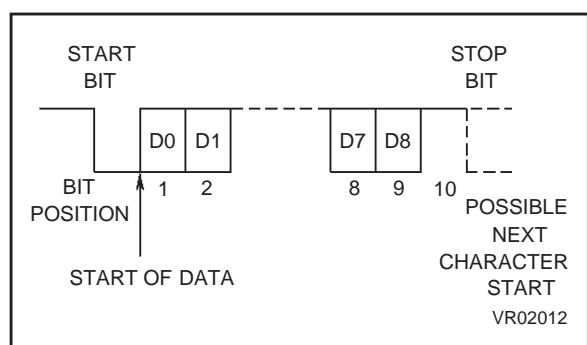 START BIT
STOP BIT
D0 D1 D7 D8
BIT POSITION
1 2 8 9 10
START OF DATA
POSSIBLE
NEXT
CHARACTER
START
VR02012